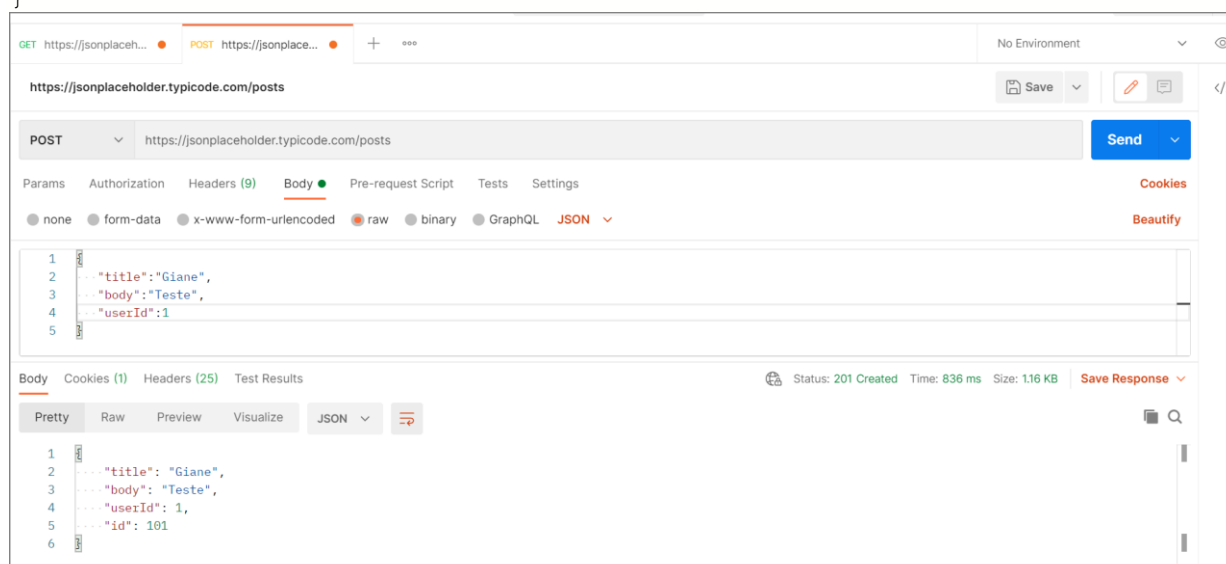 GET https://jsonplaceh...
POST https://jsonplace...
+ ooo
No Environment
https://jsonplaceholder.typicode.com/posts
Save
</
POST https://jsonplaceholder.typicode.com/posts
Send
Params Authorization Headers (9) Body Pre-request Script Tests Settings
Cookies
none form-data x-www-form-urlencoded raw binary GraphQL JSON
Beautify
1 {
2 ····"title":"Giane",
3 ····"body":"Teste",
4 ····"userId":1
5 }
Body Cookies (1) Headers (25) Test Results
Status: 201 Created Time: 836 ms Size: 1.16 KB Save Response
Pretty Raw Preview Visualize JSON
1 {
2 ····"title": "Giane",
3 ····"body": "Teste",
4 ····"userId": 1,
5 ····"id": 101
6 }